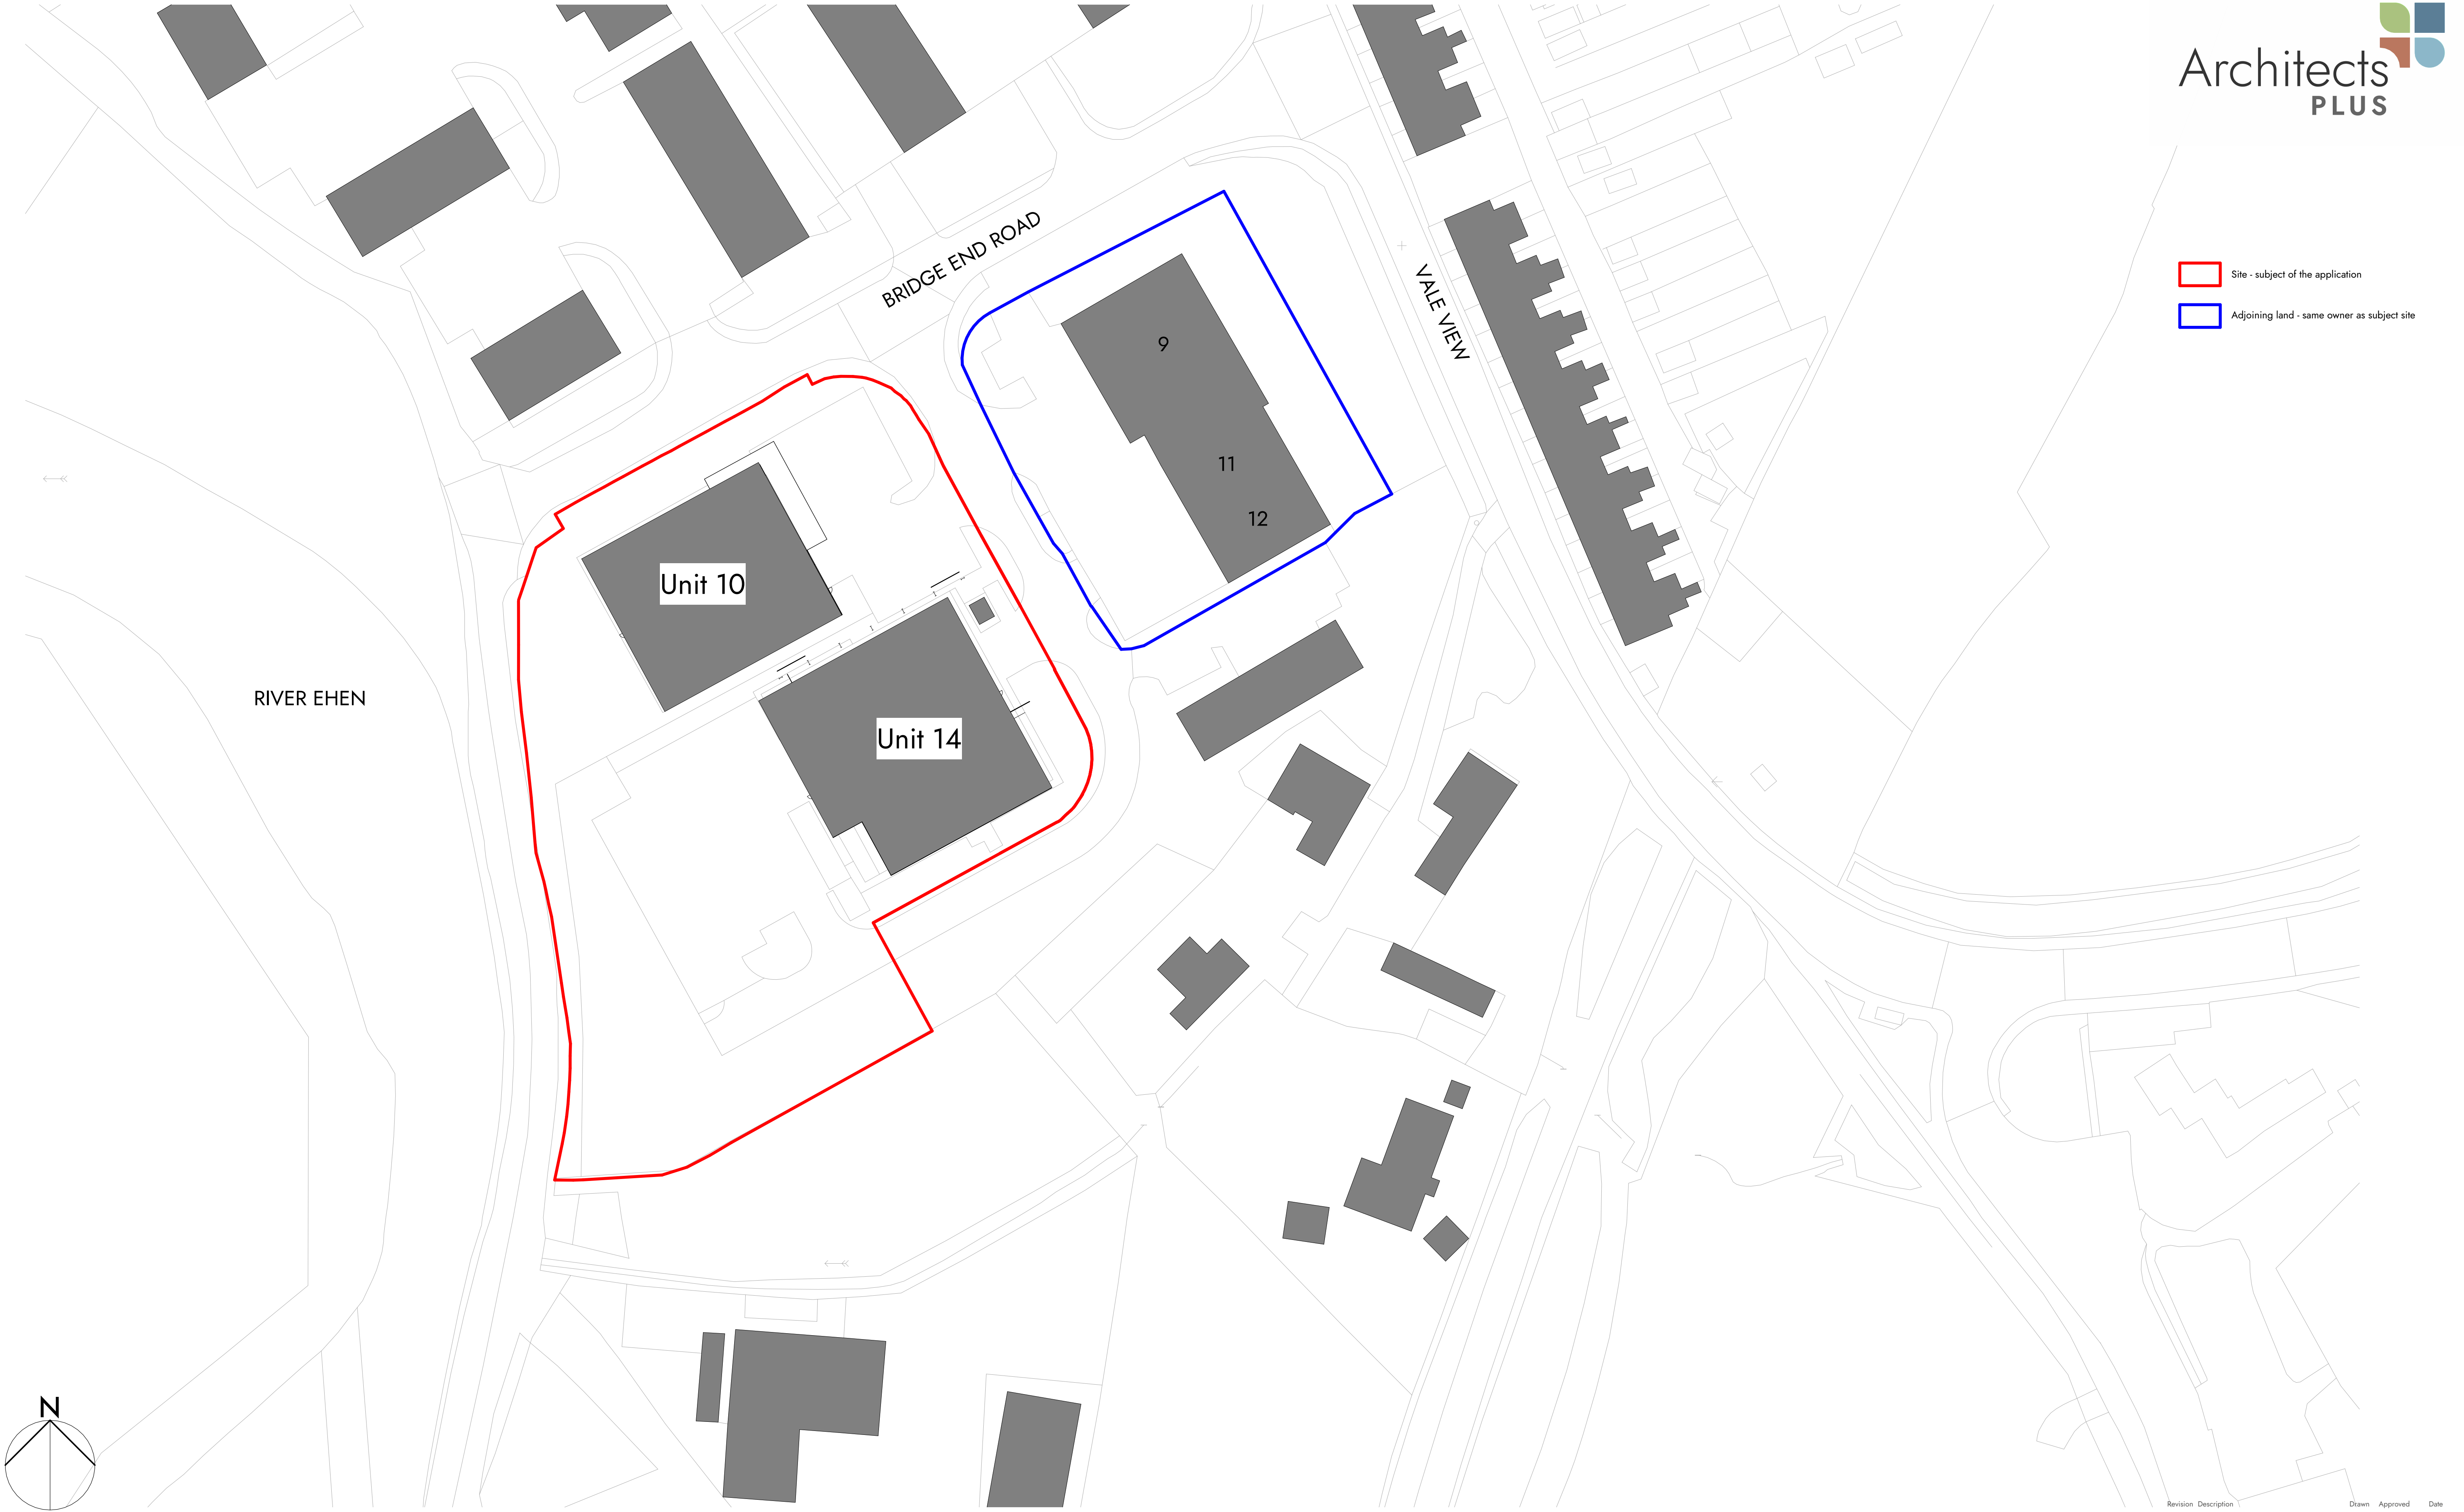 Architects
PLUS
BRIDGE END ROAD
VALE VIEW
Site - subject of the application
Adjoining land - same owner as subject site
9
11
12
Unit 10
Unit 14
RIVER EHEN
N
Revision Description Drawn Approved Date